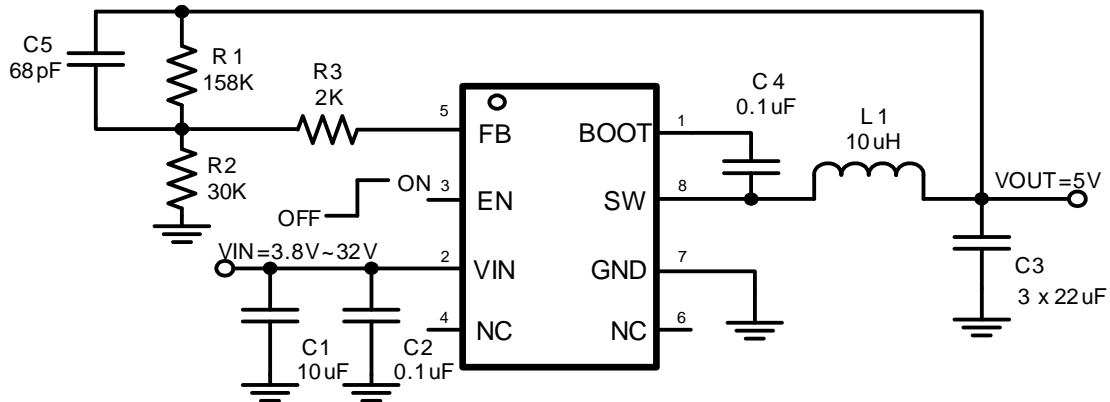 C5
68pF
R1
158K
R3
2K
R2
30K
5
FB
BOOT
1
C4
0.1uF
L1
10uH
ON
OFF
3
EN
SW
8
VOUT=5V
VIN=3.8V~32V
2
VIN
GND
7
C3
3 x 22uF
4
NC
NC
6
C1
10uF
C2
0.1uF